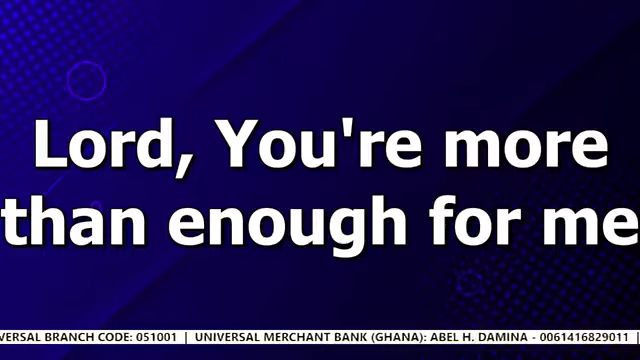 Lord, You're more
than enough for me
VERSAL BRANCH CODE: 051001 | UNIVERSAL MERCHANT BANK (GHANA): ABEL H. DAMINA - 0061416829011 |